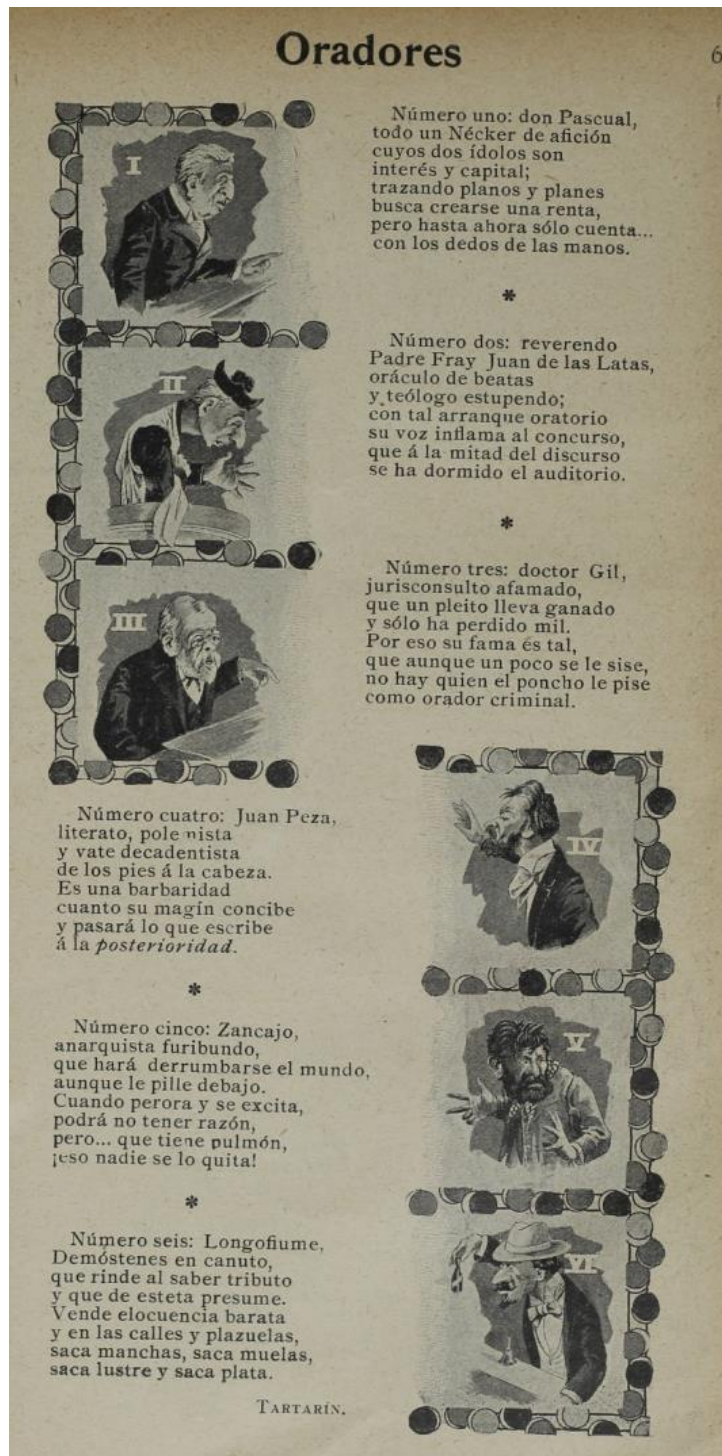 Oradores
6
Número uno: don Pascual,
todo un Nécker de afición
cuyos dos ídolos son
interés y capital;
trazando planos y planes
busca crearse una renta,
pero hasta ahora sólo cuenta...
con los dedos de las manos.
*
Número dos: reverendo
Padre Fray Juan de las Latas,
oráculo de beatas
y teólogo estupendo;
con tal arranque oratorio
su voz inflama al concurso,
que á la mitad del discurso
se ha dormido el auditorio.
*
Número tres: doctor Gil,
jurisconsulto afamado,
que un pleito lleva ganado
y sólo ha perdido mil.
Por eso su fama és tal,
que aunque un poco se le sise,
no hay quien el poncho le pise
como orador criminal.
I
II
III
Número cuatro: Juan Peza,
literato, pole nista
y vate decadentista
de los pies á la cabeza.
Es una barbaridad
cuanto su magín concibe
y pasará lo que escribe
á la posterioridad.
*
Número cinco: Zancajo,
anarquista furibundo,
que hará derrumbarse el mundo,
aunque le pille debajo.
Cuando perora y se excita,
podrá no tener razón,
pero... que tiene pulmón,
¡eso nadie se lo quita!
*
Número seis: Longofiume,
Demóstenes en canuto,
que rinde al saber tributo
y que de esteta presume.
Vende elocuencia barata
y en las calles y plazuelas,
saca manchas, saca muelas,
saca lustre y saca plata.
TARTARÍN.
IV
V
VI